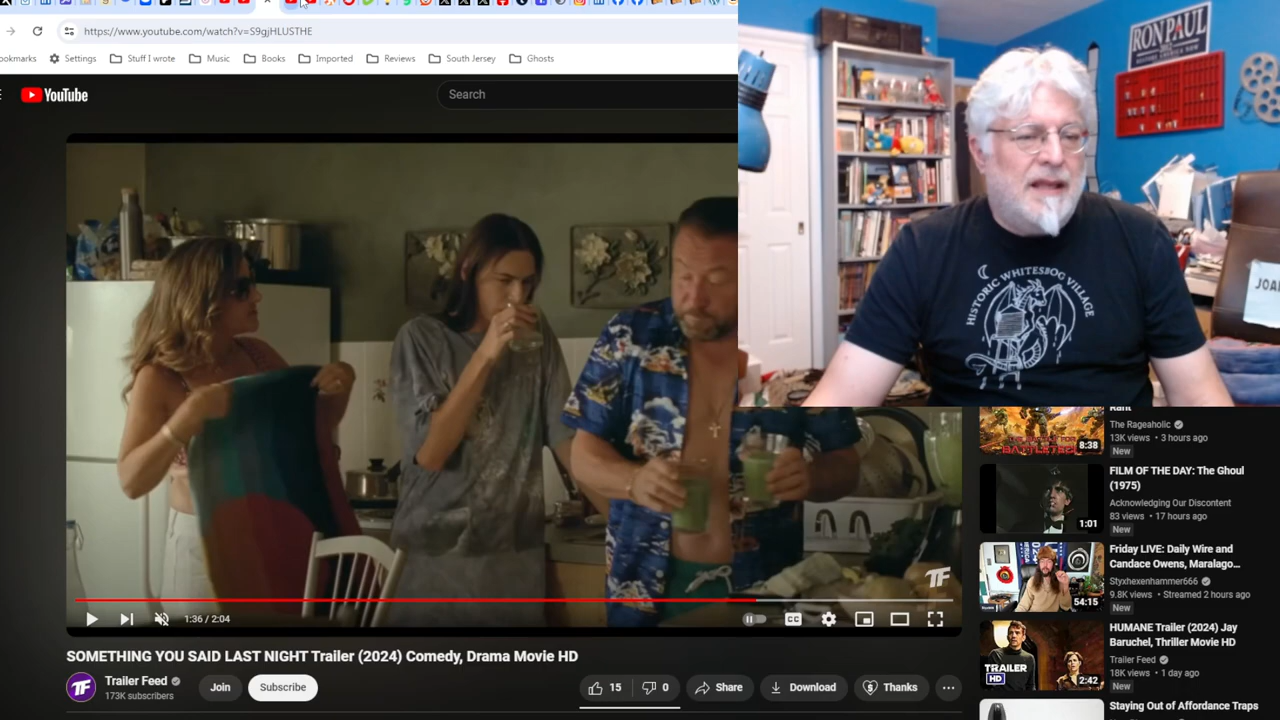 https://www.youtube.com/watch?v=S9gjHLUSTHE
ookmarks Settings Stuff I wrote Music Books Imported Reviews South Jersey Ghosts
YouTube
Search
RON PAUL
HISTORIC WHITESBOG VILLAGE
JOA
TF
1:36 / 2:04
CC
SOMETHING YOU SAID LAST NIGHT Trailer (2024) Comedy, Drama Movie HD
TF
Trailer Feed
173K subscribers
Join
Subscribe
15
0
Share
Download
Thanks
Rant
The Rageaholic
13K views • 3 hours ago
New
8:38
FILM OF THE DAY: The Ghoul
(1975)
Acknowledging Our Discontent
83 views • 17 hours ago
New
1:01
Friday LIVE: Daily Wire and
Candace Owens, Maralago...
Styxhexenhammer666
9.8K views • Streamed 2 hours ago
New
54:15
HUMANE Trailer (2024) Jay
Baruchel, Thriller Movie HD
Trailer Feed
18K views • 1 day ago
New
TRAILER
HD
2:42
Staying Out of Affordance Traps